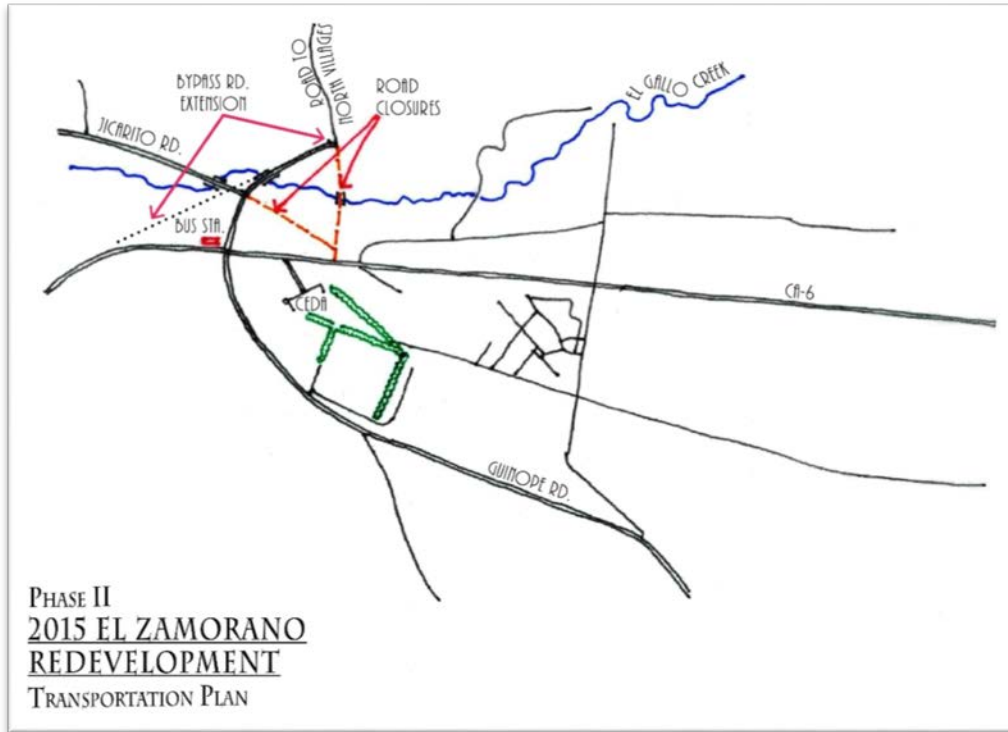 ROAD TO
NORTH VILLAGES
BYPASS RD.
EXTENSION
ROAD
CLOSURES
EL GALLO CREEK
JICARITO RD.
BUS STA.
CA-6
CEDA
GUINOPE RD.
PHASE II
2015 EL ZAMORANO
REDEVELOPMENT
TRANSPORTATION PLAN